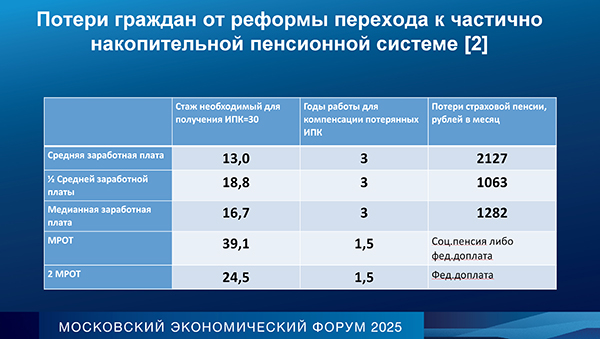 Потери граждан от реформы перехода к частично
накопительной пенсионной системе [2]
Стаж необходимый для
получения ИПК=30
Годы работы для
компенсации потерянных
ИПК
Потери страховой пенсии,
рублей в месяц
Средняя заработная плата
13,0
3
2127
½ Средней заработной
платы
18,8
3
1063
Медианная заработная
плата
16,7
3
1282
МРОТ
39,1
1,5
Соц.пенсия либо
фед.доплата
2 МРОТ
24,5
1,5
Фед.доплата
МОСКОВСКИЙ ЭКОНОМИЧЕСКИЙ ФОРУМ 2025